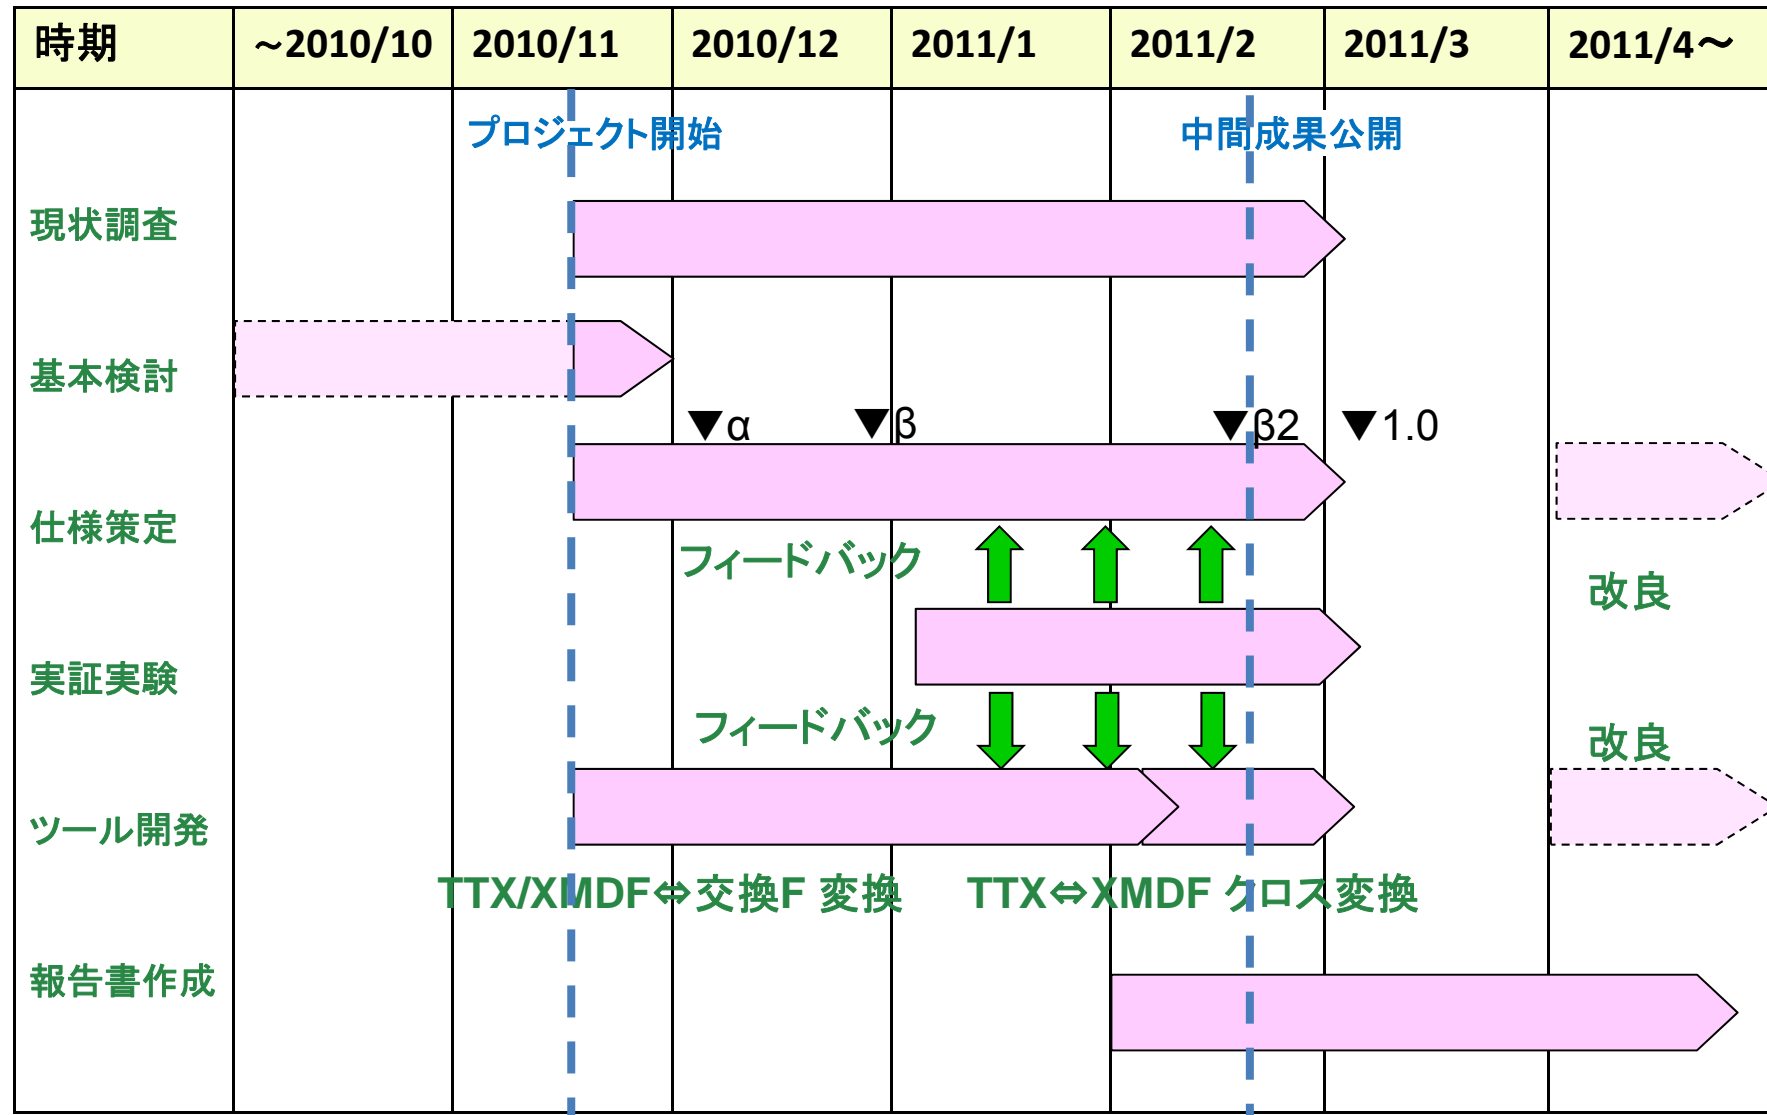 時期 ~2010/10 2010/11 2010/12 2011/1 2011/2 2011/3 2011/4～
プロジェクト開始 中間成果公開
現状調査
基本検討
▼α ▼β ▼β2 ▼1.0
仕様策定
フィードバック
改良
実証実験
フィードバック
改良
ツール開発
TTX/XMDF⇔交換F 変換 TTX⇔XMDF クロス変換
報告書作成